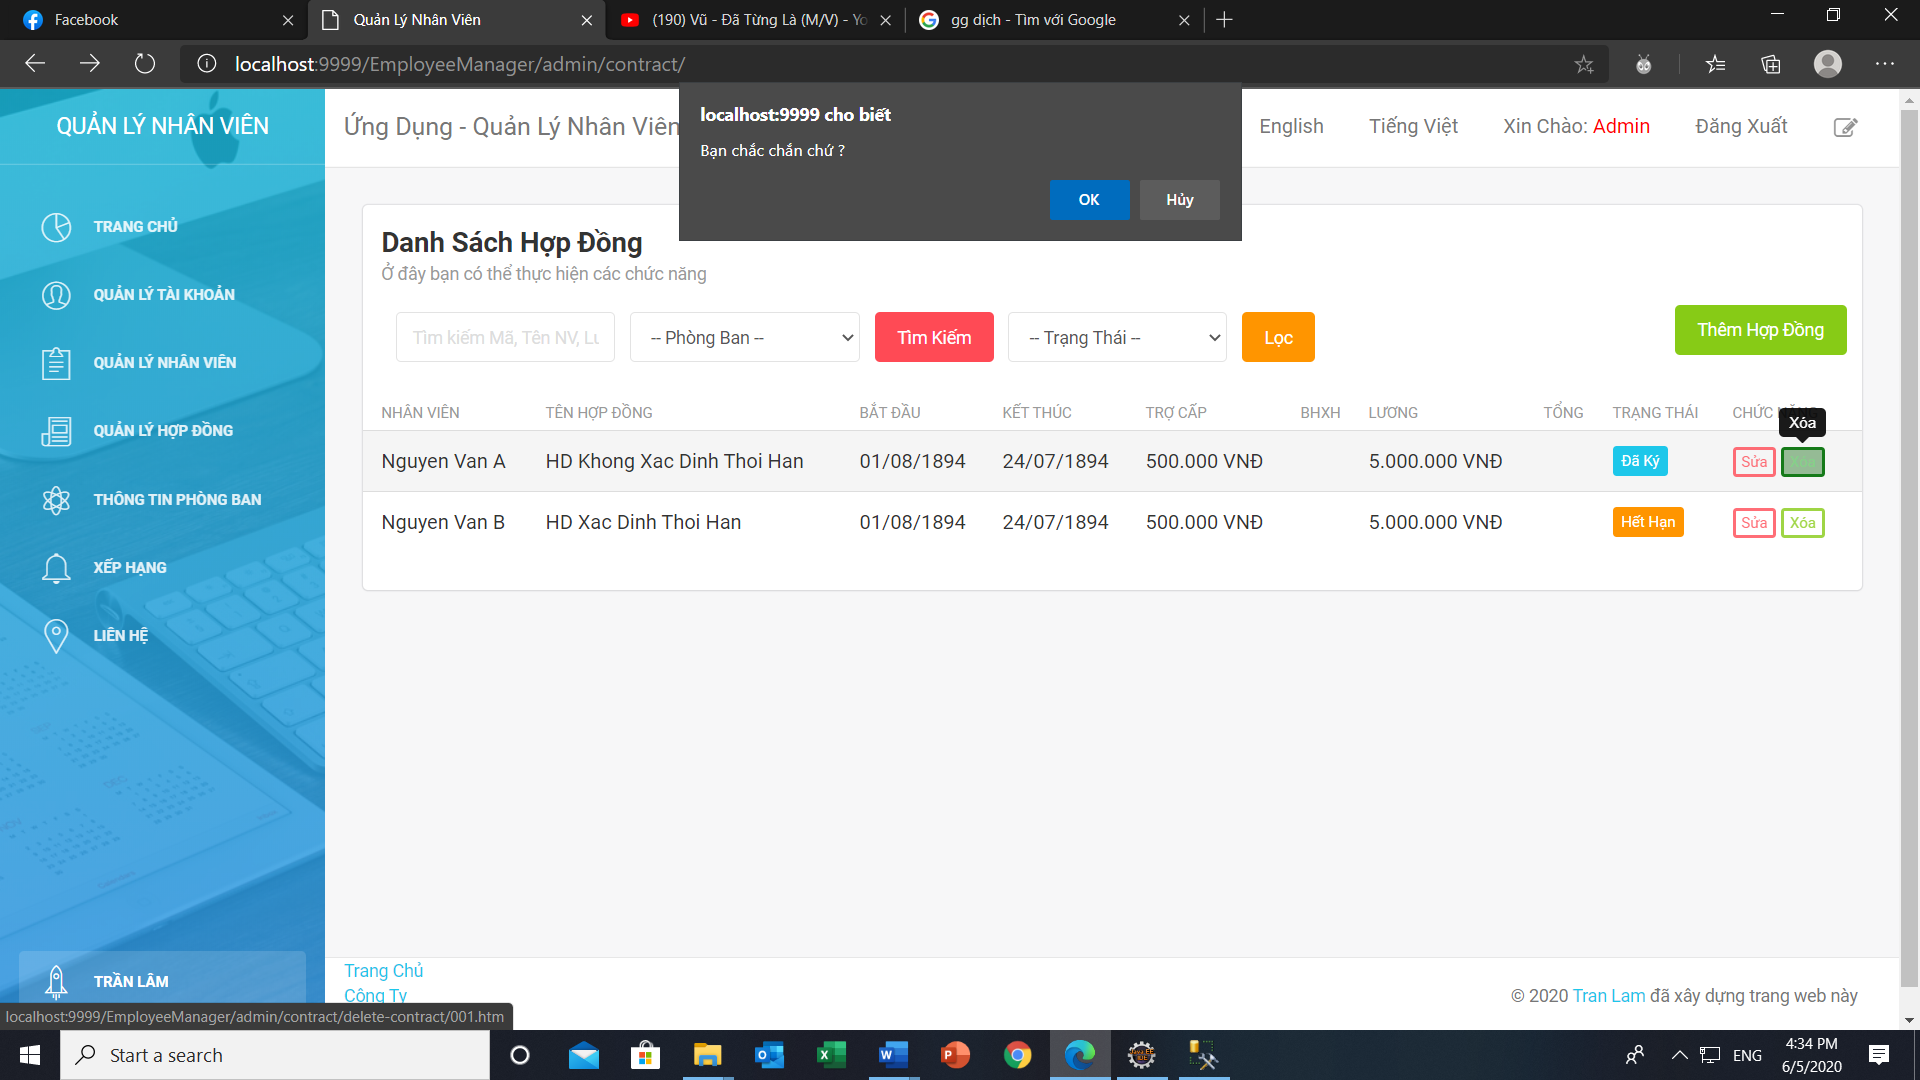 Facebook
Quản Lý Nhân Viên
(190) Vũ - Đã Từng Là (M/V) - Yo
gg dịch - Tìm với Google
localhost:9999/EmployeeManager/admin/contract/
localhost:9999 cho biết
Bạn chắc chắn chứ ?
OK
Hủy
QUẢN LÝ NHÂN VIÊN
Ứng Dụng - Quản Lý Nhân Viên
English
Tiếng Việt
Xin Chào: Admin
Đăng Xuất
TRANG CHỦ
QUẢN LÝ TÀI KHOẢN
QUẢN LÝ NHÂN VIÊN
QUẢN LÝ HỢP ĐỒNG
THÔNG TIN PHÒNG BAN
XẾP HẠNG
LIÊN HỆ
TRẦN LÂM
Danh Sách Hợp Đồng
Ở đây bạn có thể thực hiện các chức năng
Tìm kiếm Mã, Tên NV, Lư
-- Phòng Ban --
Tìm Kiếm
-- Trạng Thái --
Lọc
Thêm Hợp Đồng
NHÂN VIÊN TÊN HỢP ĐỒNG BẮT ĐẦU KẾT THÚC TRỢ CẤP BHXH LƯƠNG TỔNG TRẠNG THÁI CHỨC
Xóa
Nguyen Van A HD Khong Xac Dinh Thoi Han 01/08/1894 24/07/1894 500.000 VNĐ 5.000.000 VNĐ Đã Ký Sửa
Nguyen Van B HD Xac Dinh Thoi Han 01/08/1894 24/07/1894 500.000 VNĐ 5.000.000 VNĐ Hết Hạn Sửa Xóa
Trang Chủ
Công Ty
© 2020 Tran Lam đã xây dựng trang web này
localhost:9999/EmployeeManager/admin/contract/delete-contract/001.htm
Start a search
ENG
4:34 PM
6/5/2020